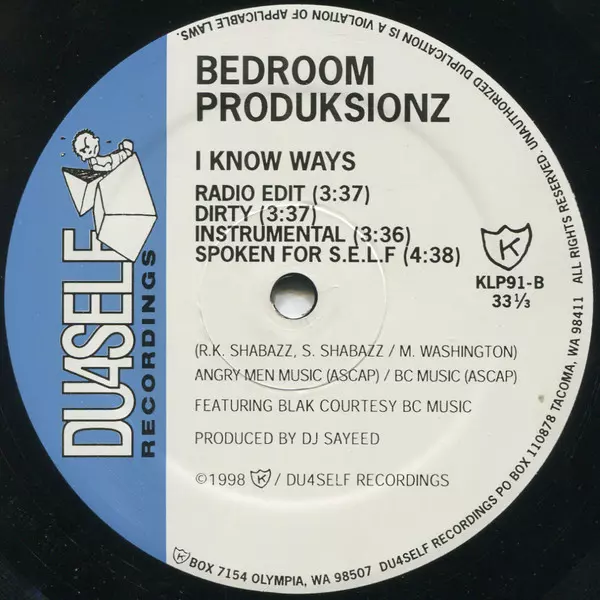 BEDROOM
PRODUKSIONZ
I KNOW WAYS
RADIO EDIT (3:37)
DIRTY (3:37)
INSTRUMENTAL (3:36)
SPOKEN FOR S.E.L.F (4:38)
K
KLP91-B
33 ⅓
DU4SELF
RECORDINGS
(R.K. SHABAZZ, S. SHABAZZ / M. WASHINGTON)
ANGRY MEN MUSIC (ASCAP) / BC MUSIC (ASCAP)
FEATURING BLAK COURTESY BC MUSIC
PRODUCED BY DJ SAYEED
©1998 K / DU4SELF RECORDINGS
K BOX 7154 OLYMPIA, WA 98507 DU4SELF RECORDINGS PO BOX 110878 TACOMA, WA 98411 ALL RIGHTS RESERVED. UNAUTHORIZED DUPLICATION IS A VIOLATION OF APPLICABLE LAWS.